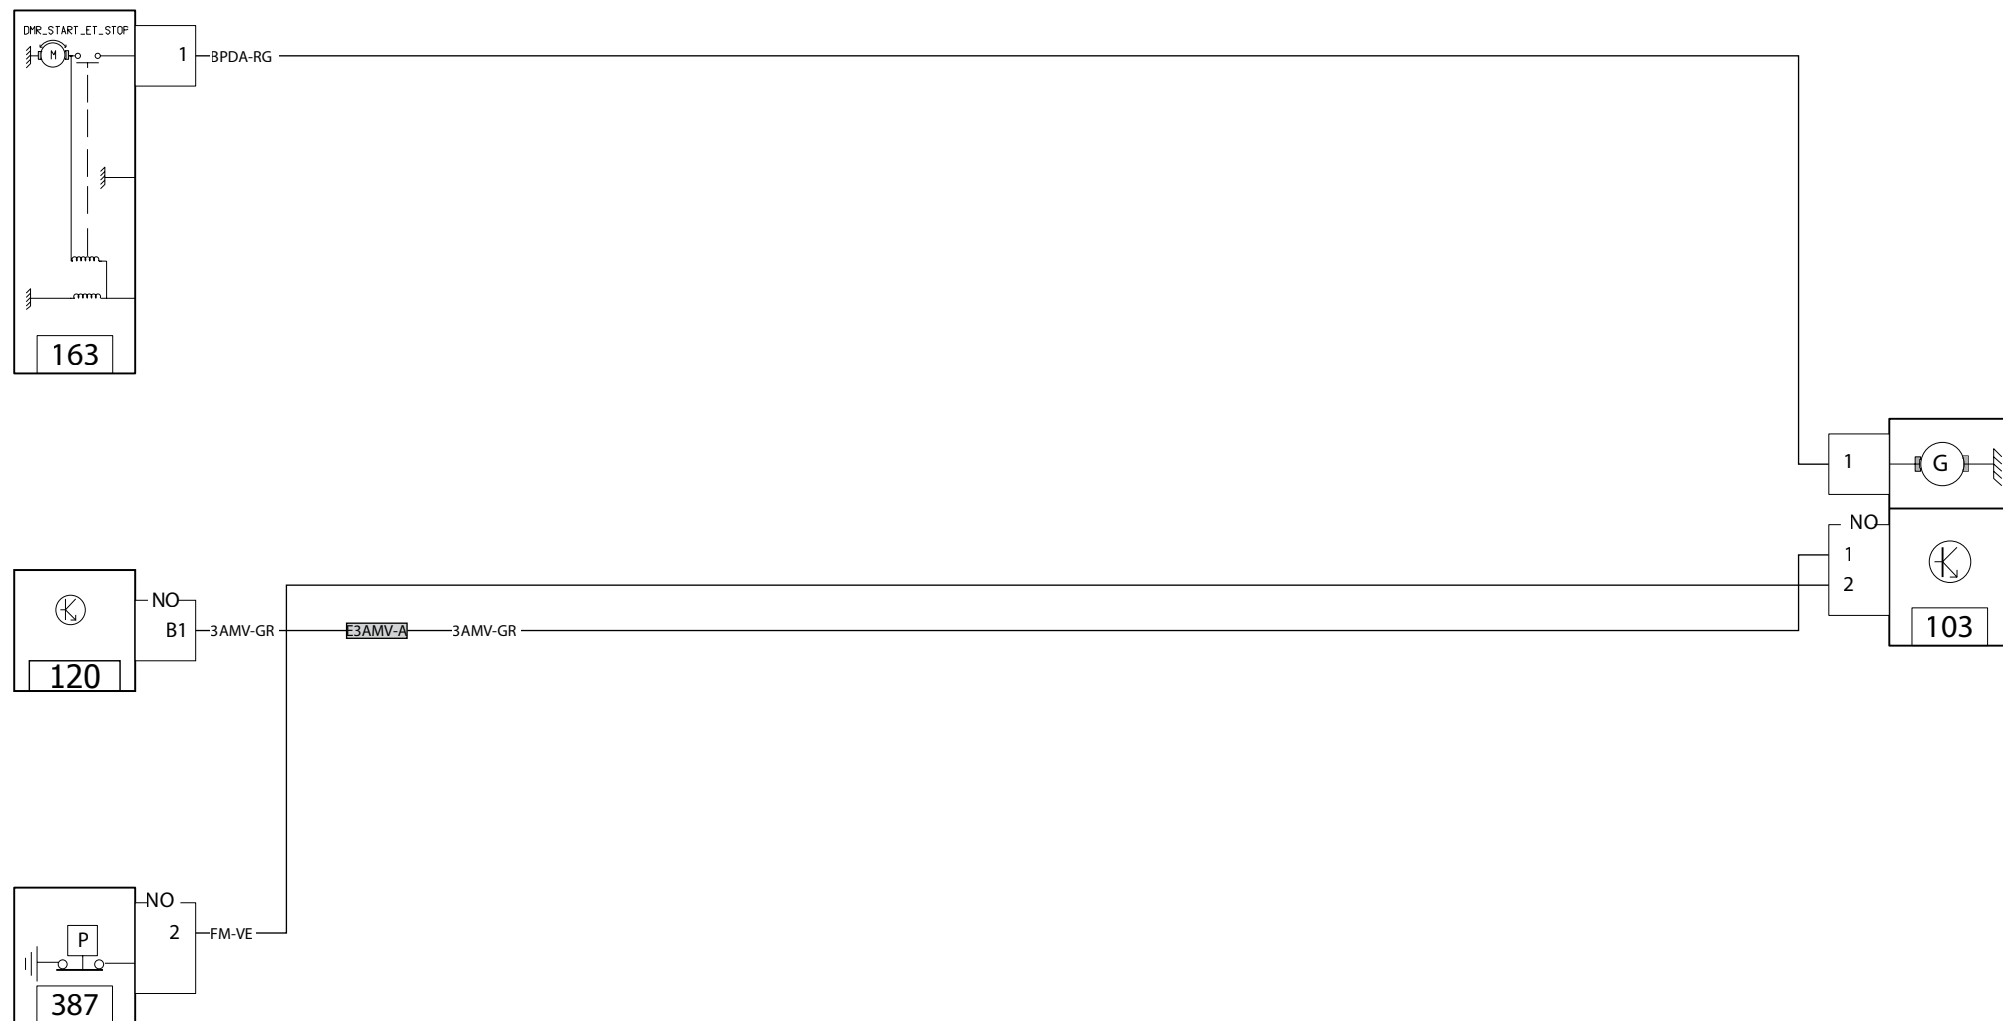 DMR_START_ET_STOP
M
1 BPDA-RG
163
1 G
NO
1
2
103
NO
B1 3AMV-GR E3AMV-A 3AMV-GR
120
NO
2 FM-VE
P
387